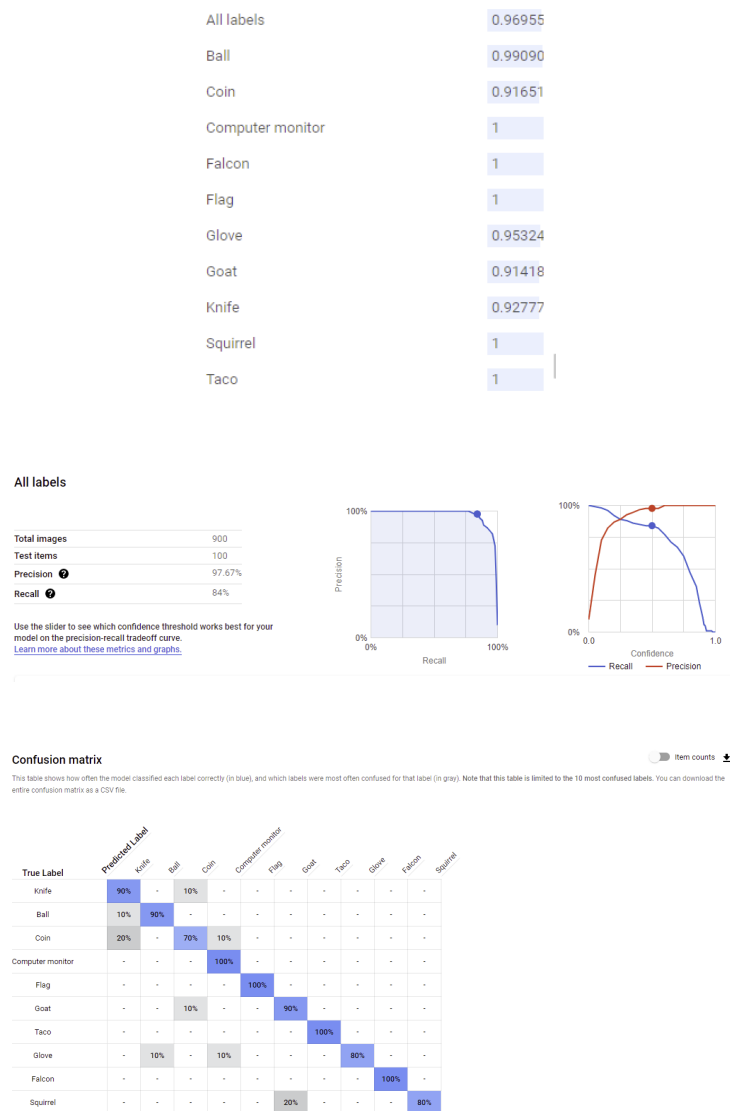 All labels 0.96955
Ball 0.99090
Coin 0.91651
Computer monitor 1
Falcon 1
Flag 1
Glove 0.95324
Goat 0.91418
Knife 0.92777
Squirrel 1
Taco 1
All labels
Total images 900
Test items 100
Precision ? 97.67%
Recall ? 84%
Use the slider to see which confidence threshold works best for your
model on the precision-recall tradeoff curve.
Learn more about these metrics and graphs.
100%
Precision
0%
0% 100%
Recall
100%
0%
0.0 1.0
Confidence
Recall Precision
Confusion matrix
Item counts
This table shows how often the model classified each label correctly (in blue), and which labels were most often confused for that label (in gray). Note that this table is limited to the 10 most confused labels. You can download the
entire confusion matrix as a CSV file.
True Label Predicted Label Knife Ball Coin Computer monitor Flag Goat Taco Glove Falcon Squirrel
Knife 90% - 10% - - - - - - -
Ball 10% 90% - - - - - - - -
Coin 20% - 70% 10% - - - - - -
Computer monitor - - - 100% - - - - - -
Flag - - - - 100% - - - - -
Goat - - 10% - - 90% - - - -
Taco - - - - - - 100% - - -
Glove - 10% - 10% - - - 80% - -
Falcon - - - - - - - - 100% -
Squirrel - - - - - 20% - - - 80%